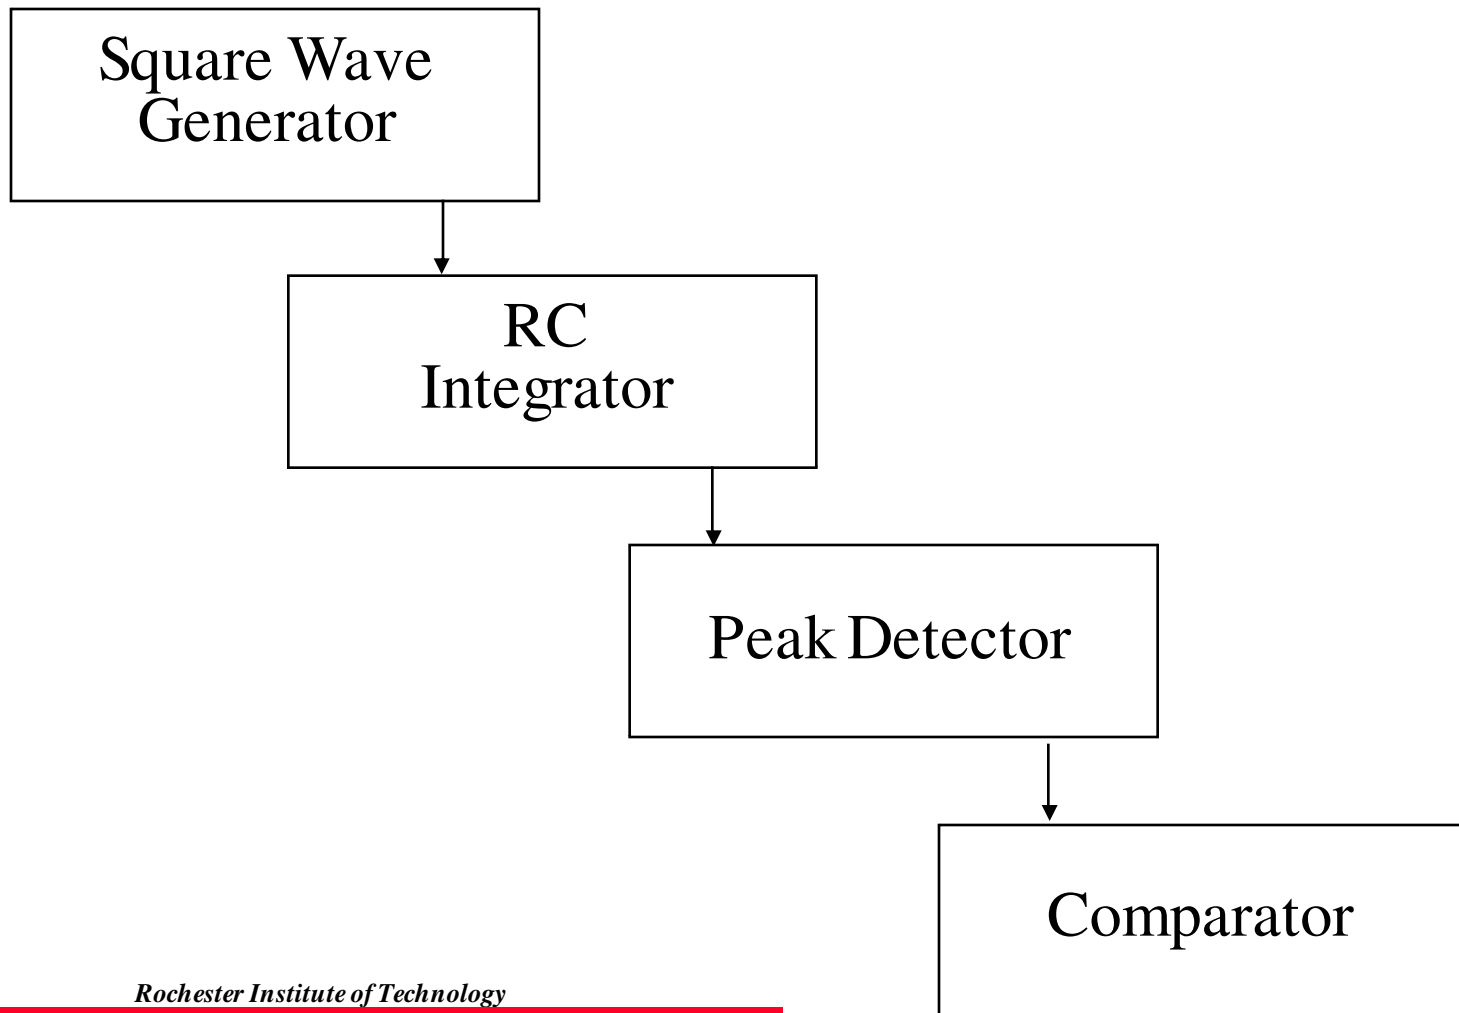 Square Wave
Generator
RC
Integrator
Peak Detector
Comparator
Rochester Institute of Technology